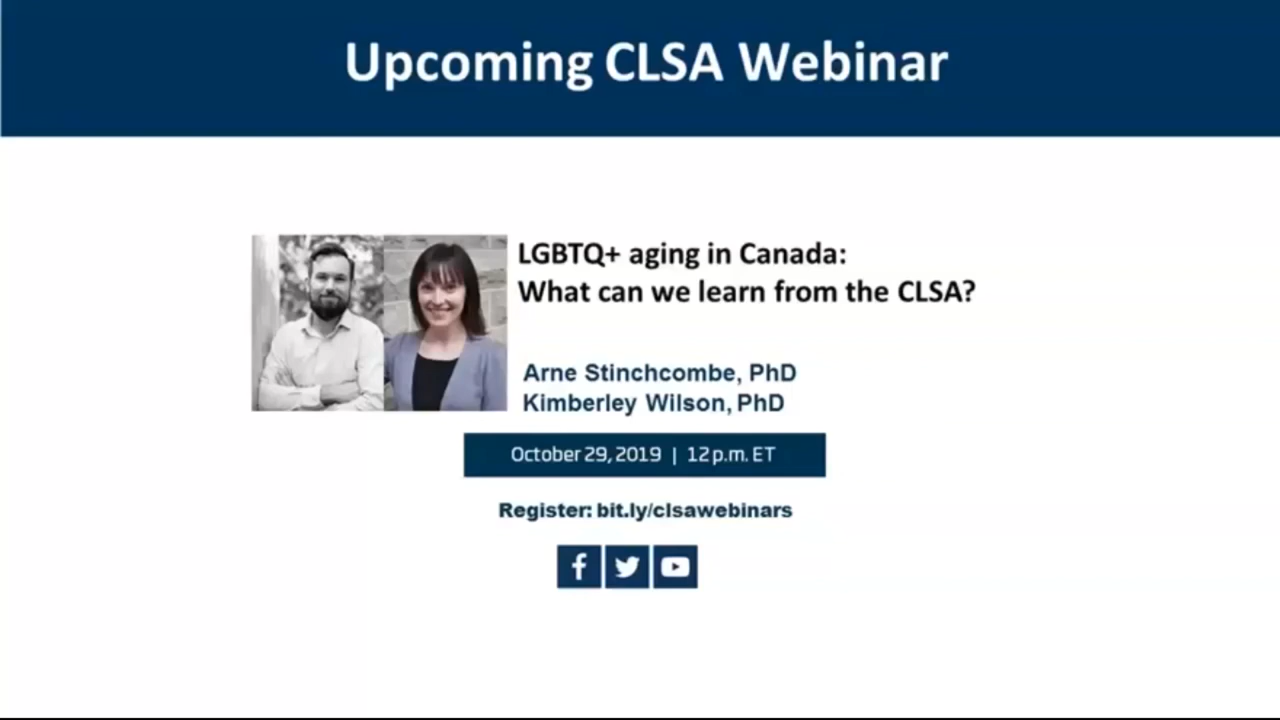 Upcoming CLSA Webinar
LGBTQ+ aging in Canada:
What can we learn from the CLSA?
Arne Stinchcombe, PhD
Kimberley Wilson, PhD
October 29, 2019 | 12 p.m. ET
Register: bit.ly/clsawebinars